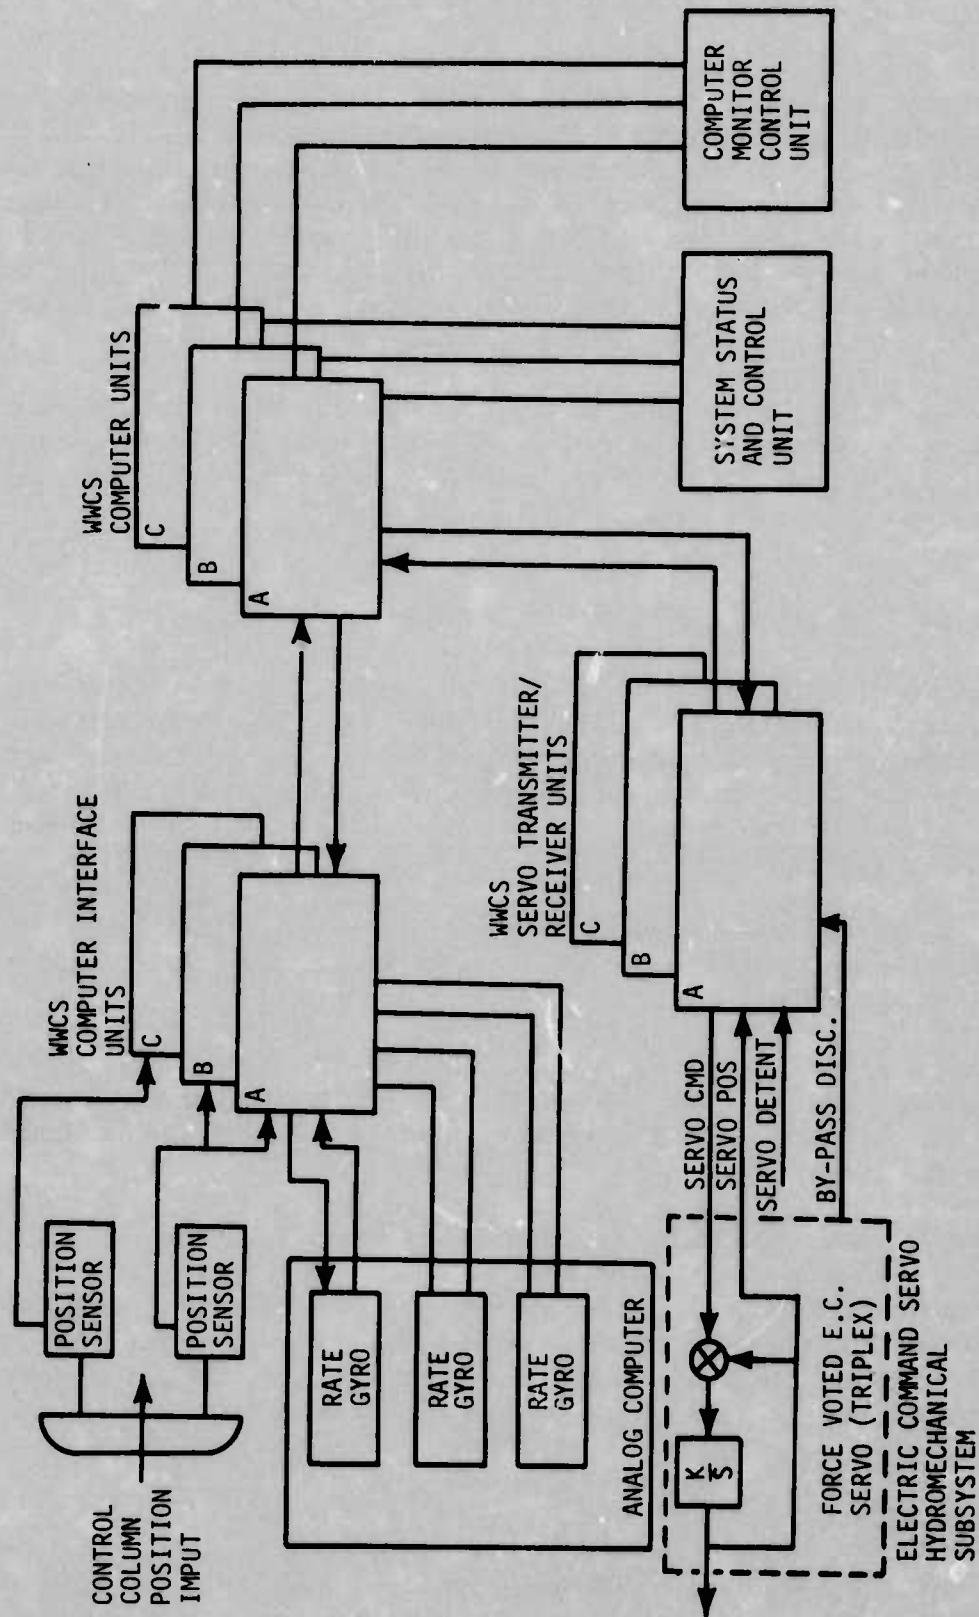 CONTROL
COLUMN
POSITION
IMPUT
POSITION
SENSOR
POSITION
SENSOR
WWCS
COMPUTER INTERFACE
UNITS
C
B
A
WWCS
COMPUTER UNITS
C
B
A
RATE
GYRO
RATE
GYRO
RATE
GYRO
ANALOG COMPUTER
WWCS
SERVO TRANSMITTER/
RECEIVER UNITS
C
B
A
SYSTEM STATUS
AND CONTROL
UNIT
COMPUTER
MONITOR
CONTROL
UNIT
SERVO CMD
SERVO POS
SERVO DETENT
BY-PASS DISC.
K
S
FORCE VOTED E.C.
SERVO (TRIPLEX)
ELECTRIC COMMAND SERVO
HYDROMECHANICAL
SUBSYSTEM